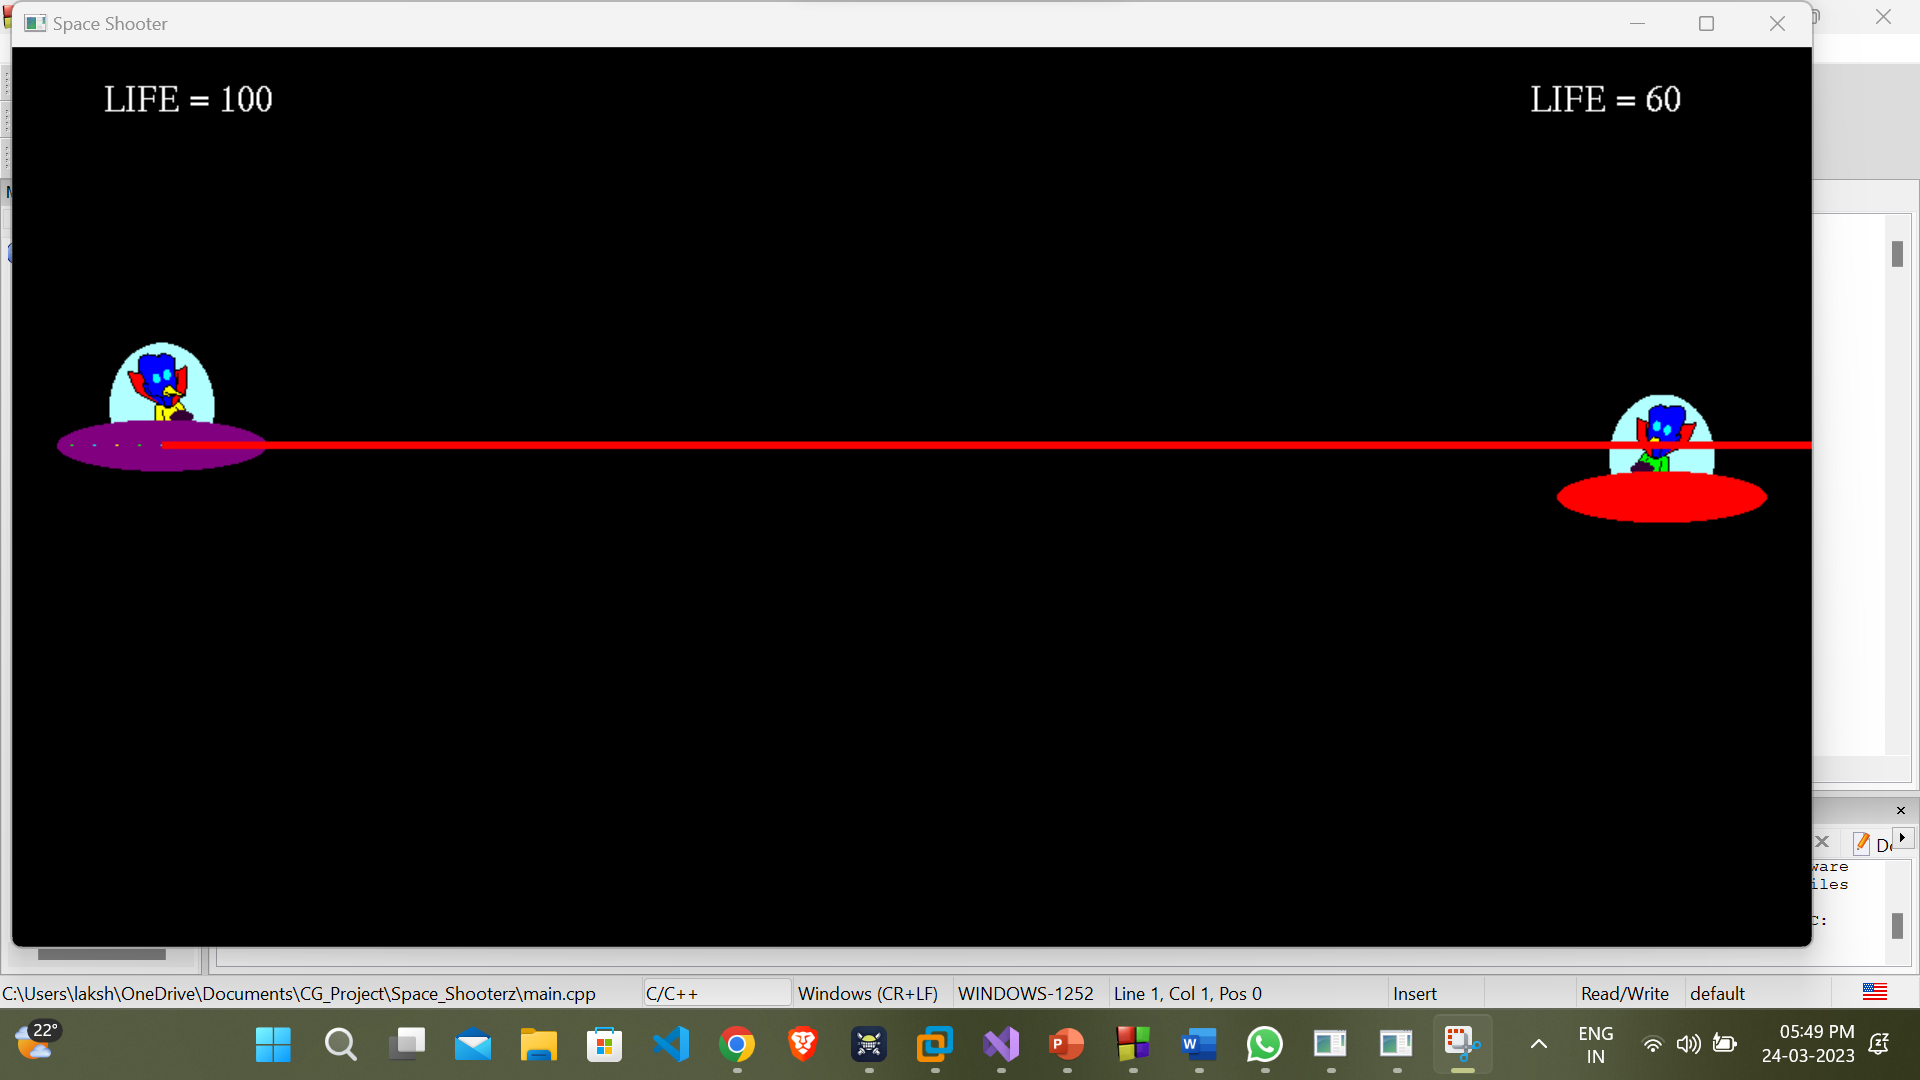 Space Shooter
LIFE = 100
LIFE = 60
ware
iles
C:
C:\Users\laksh\OneDrive\Documents\CG_Project\Space_Shooterz\main.cpp
C/C++
Windows (CR+LF)
WINDOWS-1252
Line 1, Col 1, Pos 0
Insert
Read/Write
default
22°
ENG
IN
05:49 PM
24-03-2023